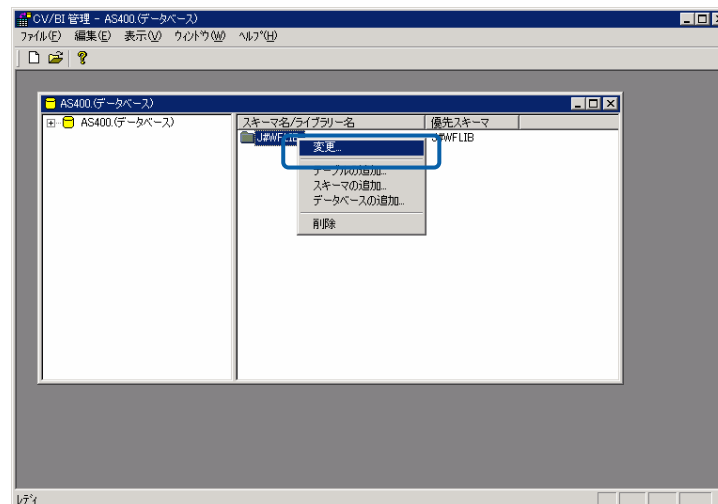 CV/BI 管理 - AS400.(データベース)
ファイル(F) 編集(E) 表示(V) ウィンドウ(W) ヘルプ(H)
AS400.(データベース)
AS400.(データベース)
スキーマ名/ライブラリー名 優先スキーマ
J#WFLIB J#WFLIB
変更...
テーブルの追加...
スキーマの追加...
データベースの追加...
削除
レディ